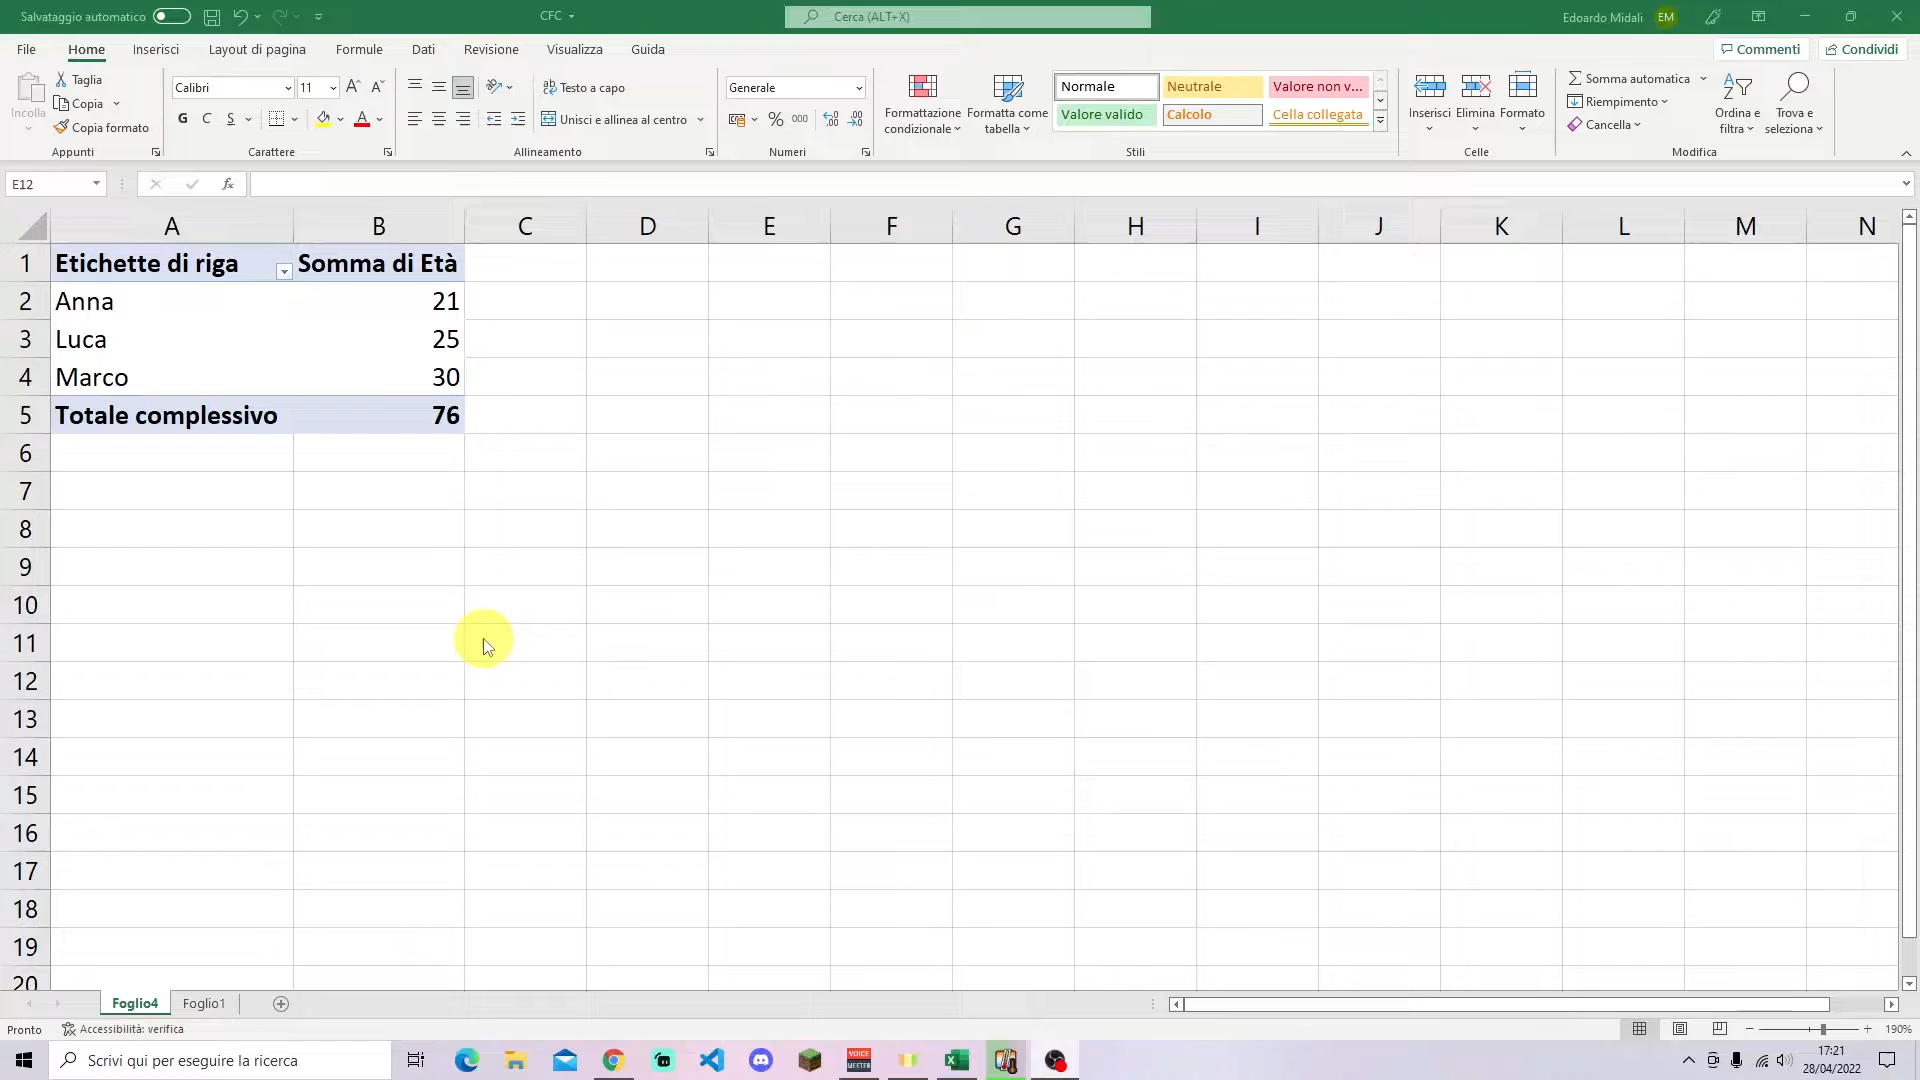 Salvataggio automatico
CFC
Cerca (ALT+X)
Edoardo Midali
EM
File
Home
Inserisci
Layout di pagina
Formule
Dati
Revisione
Visualizza
Guida
Commenti
Condividi
Incolla
Taglia
Copia
Copia formato
Appunti
Calibri
11
G
C
S
A
Carattere
Testo a capo
Unisci e allinea al centro
Allineamento
Generale
%
000
Numeri
Formattazione condizionale
Formatta come tabella
Normale
Neutrale
Valore non v...
Valore valido
Calcolo
Cella collegata
Stili
Inserisci
Elimina
Formato
Celle
Somma automatica
Riempimento
Cancella
Ordina e filtra
Trova e seleziona
Modifica
E12
fx
A B C D E F G H I J K L M N
1 Etichette di riga Somma di Età
2 Anna 21
3 Luca 25
4 Marco 30
5 Totale complessivo 76
6
7
8
9
10
11
12
13
14
15
16
17
18
19
20
Foglio4
Foglio1
Pronto
Accessibilità: verifica
190%
Scrivi qui per eseguire la ricerca
VOICE
MEETER
17:21
28/04/2022